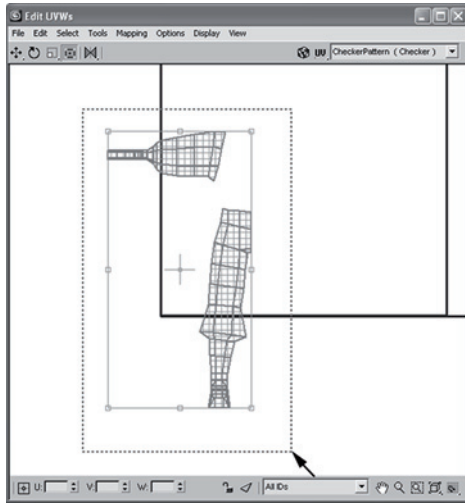 Edit UVWs
File Edit Select Tools Mapping Options Display View
UV CheckerPattern ( Checker )
U: V: W: All IDs